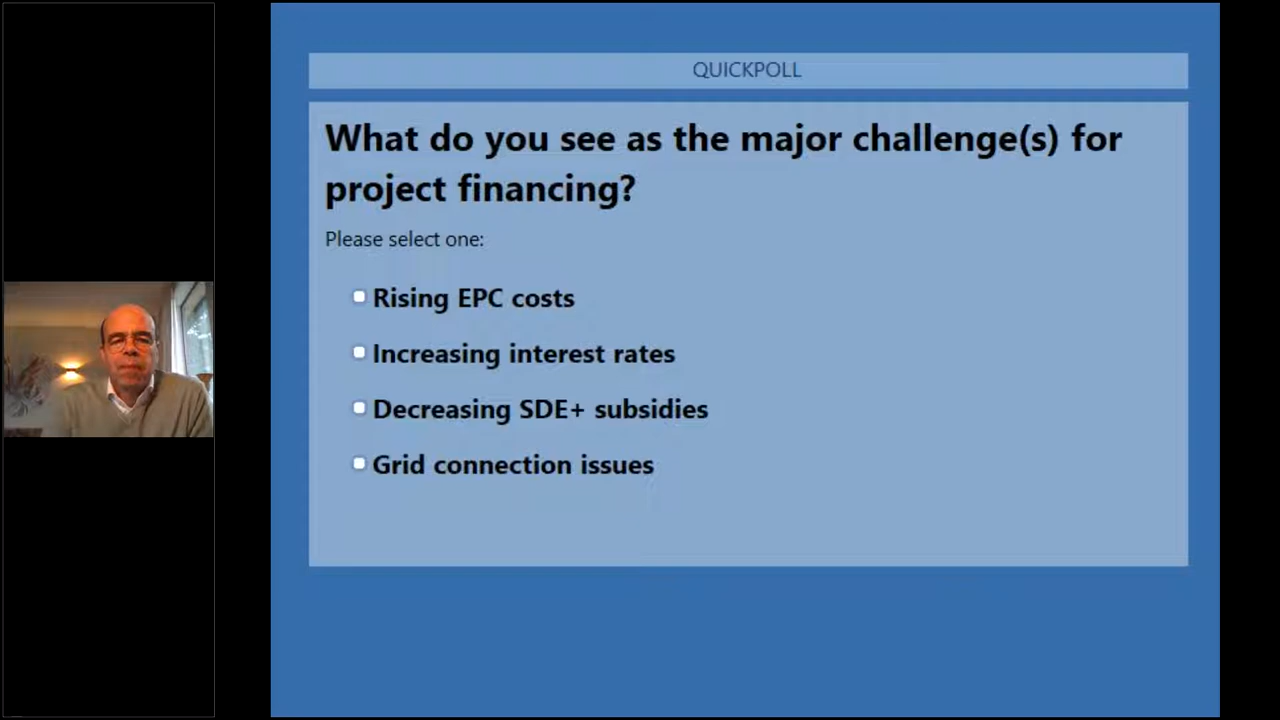 QUICKPOLL
What do you see as the major challenge(s) for
project financing?
Please select one:
Rising EPC costs
Increasing interest rates
Decreasing SDE+ subsidies
Grid connection issues